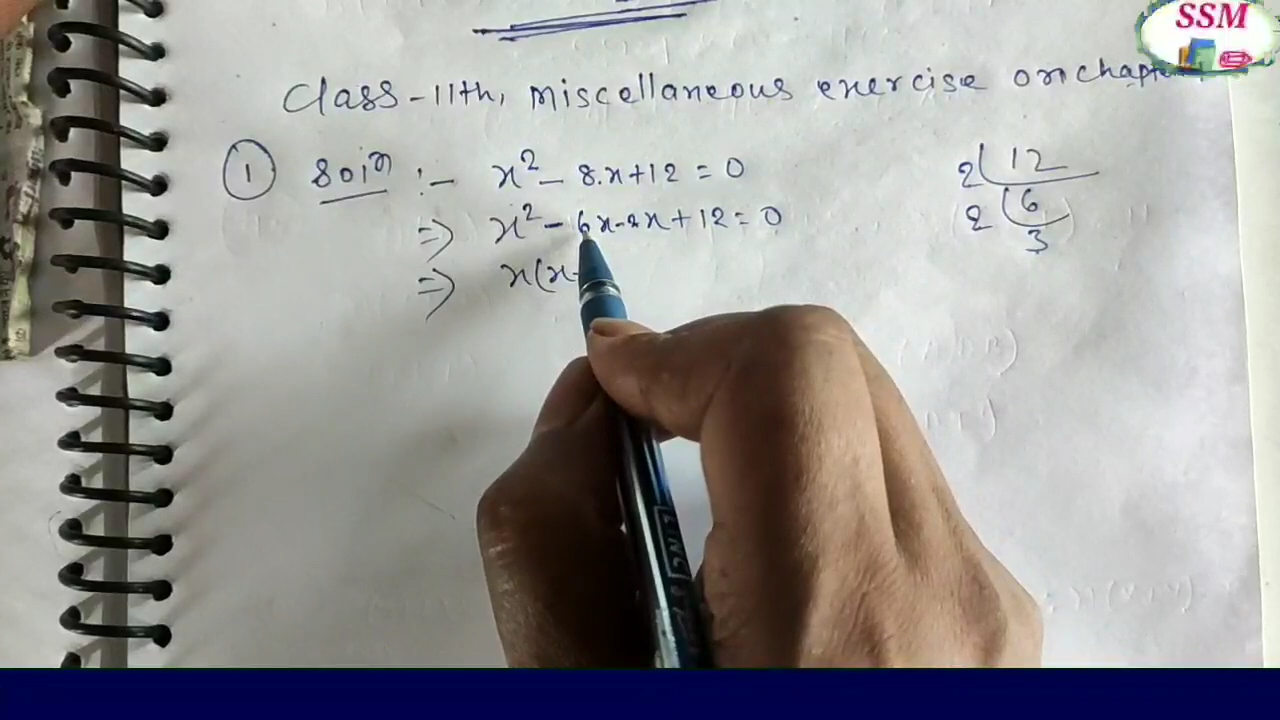 SSM
Class-11th, miscellaneous exercise on chapte
① Solⁿ :- x² - 8.x+12 = 0
⇒ x² - 6x-2x+12=0
⇒ x(x-
2 12
2 6
3